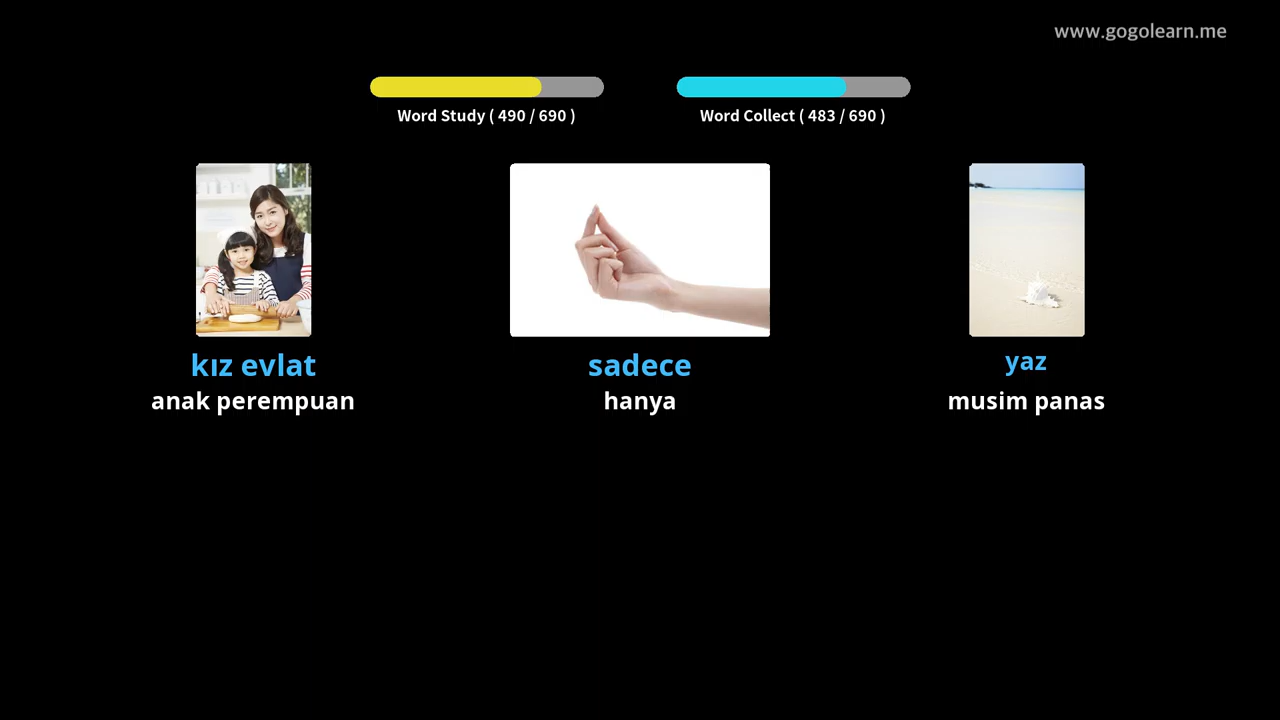 www.gogolearn.me
Word Study ( 490 / 690 )
Word Collect ( 483 / 690 )
kız evlat
anak perempuan
sadece
hanya
yaz
musim panas